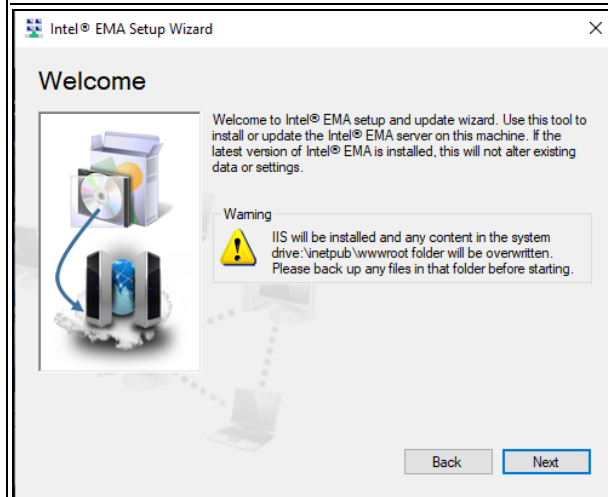 Intel® EMA Setup Wizard
Welcome
Welcome to Intel® EMA setup and update wizard. Use this tool to
install or update the Intel® EMA server on this machine. If the
latest version of Intel® EMA is installed, this will not alter existing
data or settings.
Warning
IIS will be installed and any content in the system
drive:\inetpub\wwwroot folder will be overwritten.
Please back up any files in that folder before starting.
Back
Next